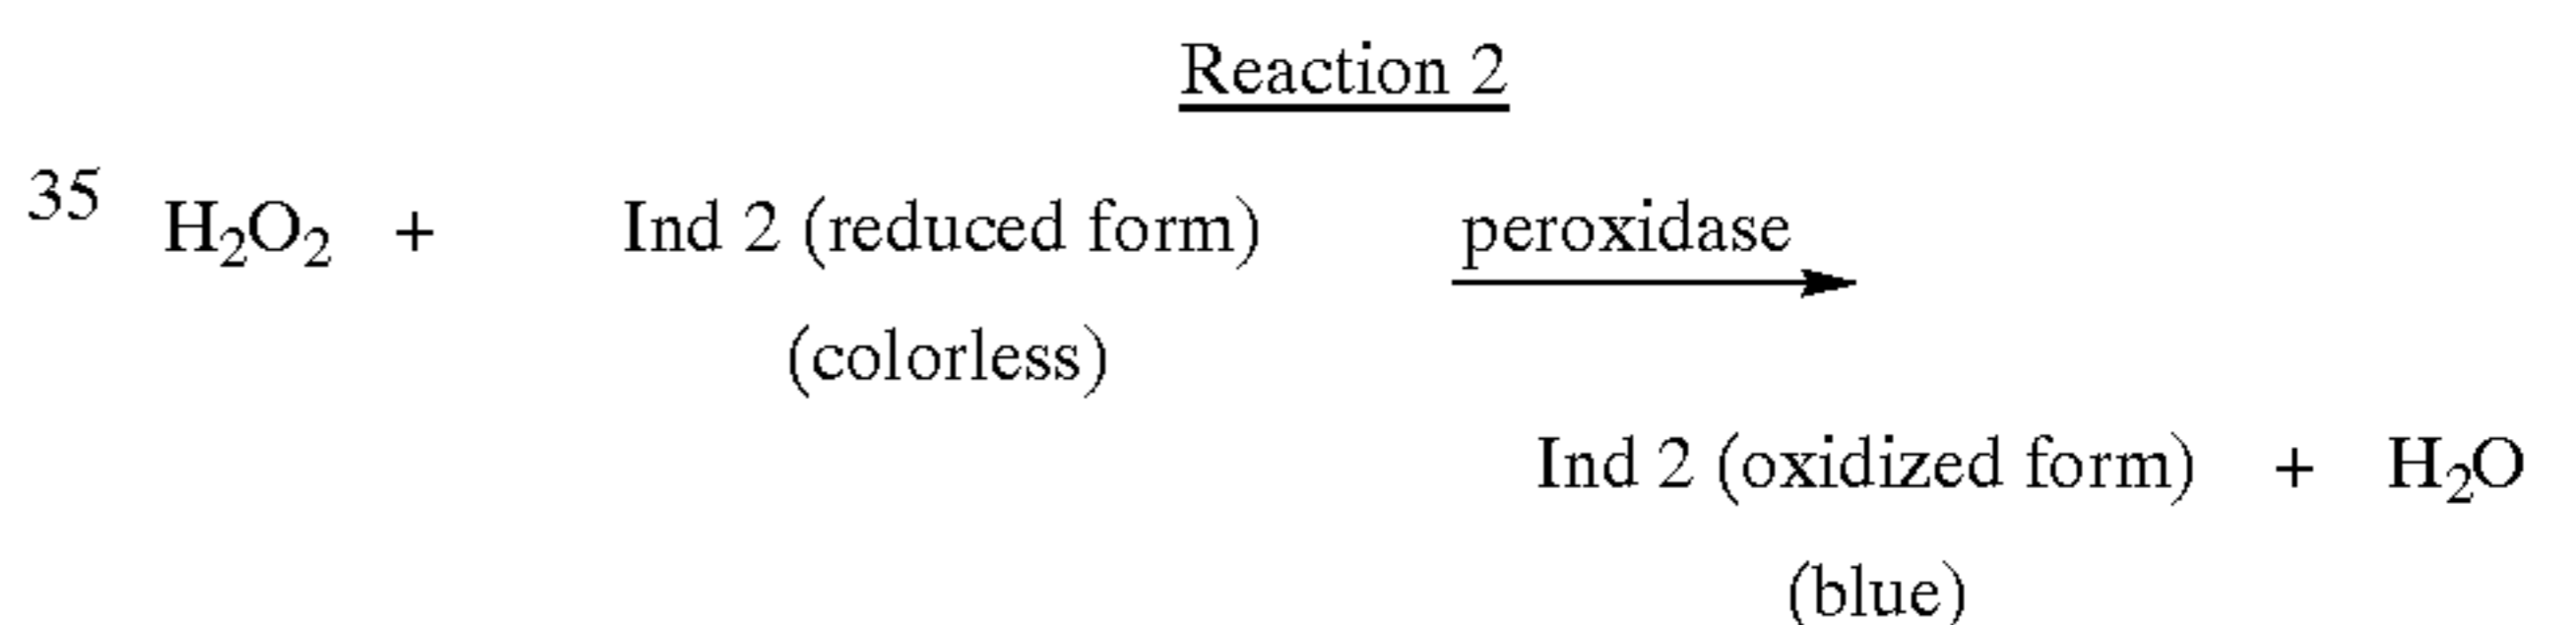 Reaction 2
35 H₂O₂ + Ind 2 (reduced form) peroxidase
(colorless)
Ind 2 (oxidized form) + H₂O
(blue)